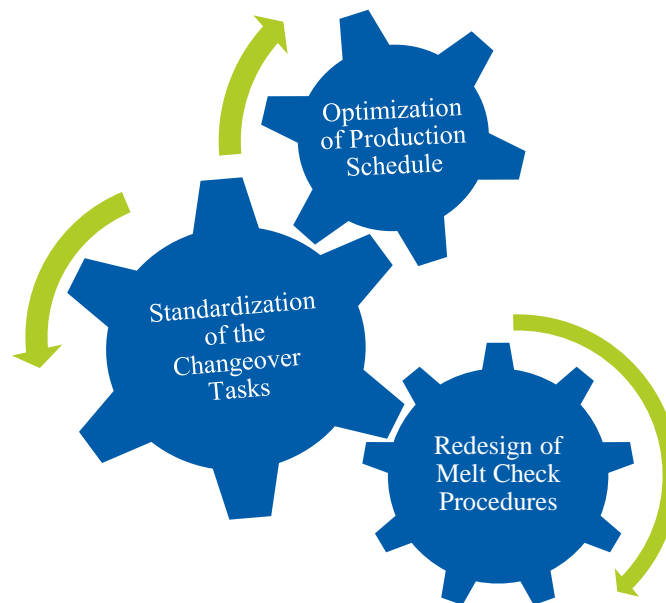 Optimization
of Production
Schedule
Standardization
of the
Changeover
Tasks
Redesign of
Melt Check
Procedures